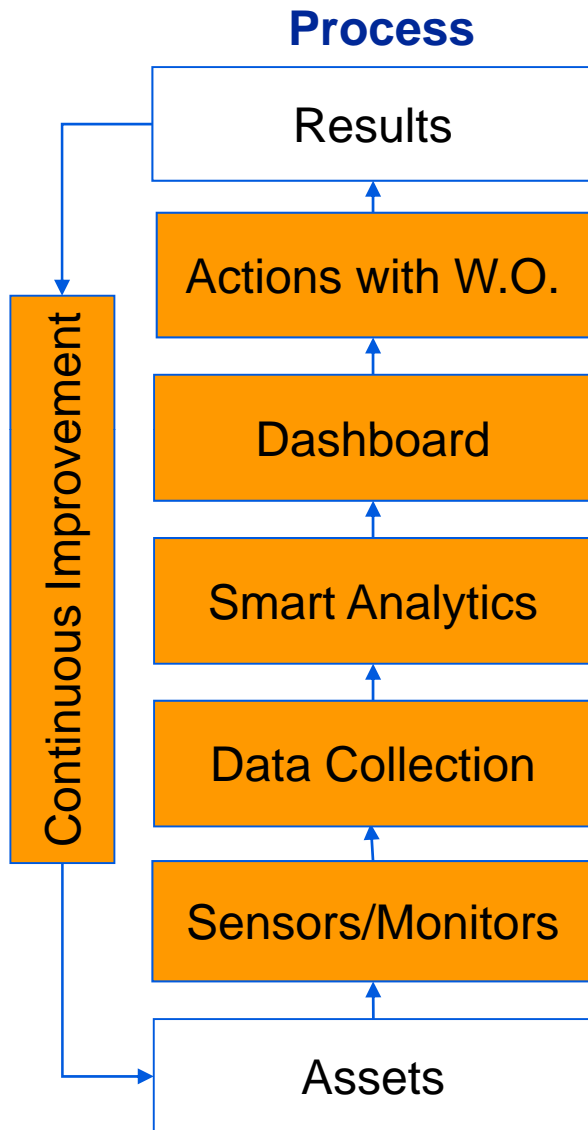 Process
Results
Actions with W.O.
Dashboard
Smart Analytics
Data Collection
Sensors/Monitors
Assets
Continuous Improvement